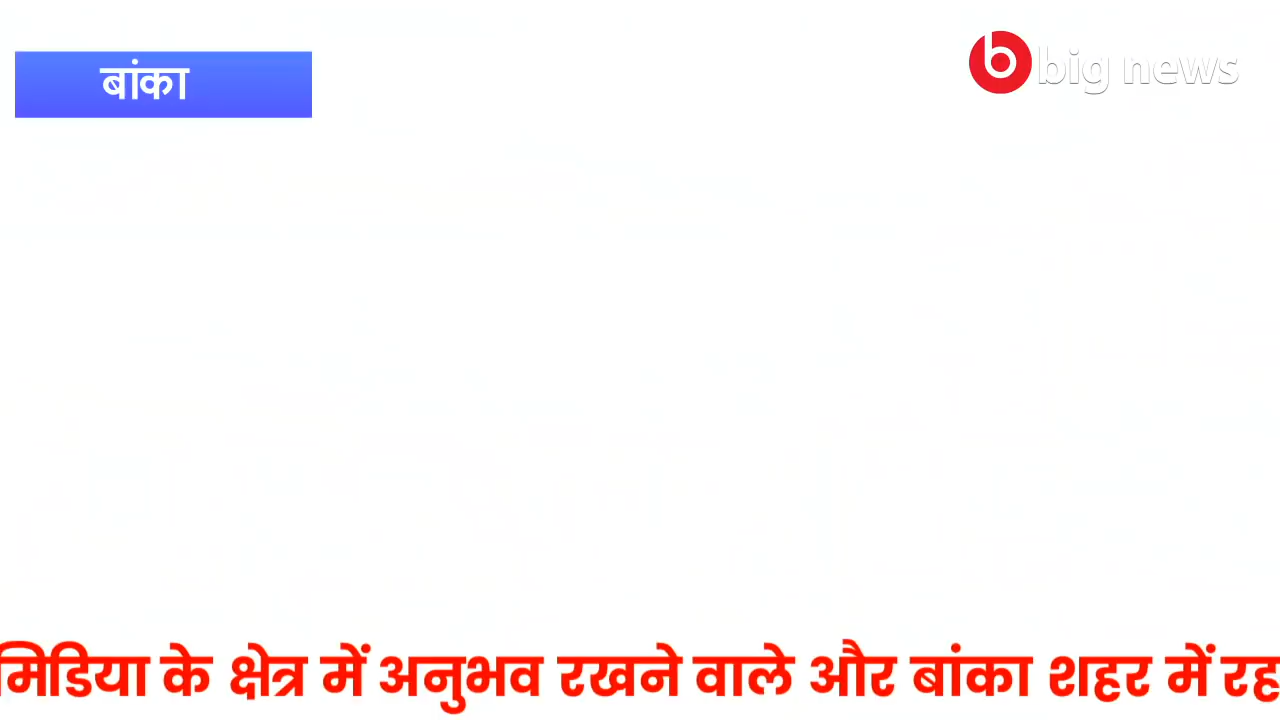 बांका
b big news
मिडिया के क्षेत्र में अनुभव रखने वाले और बांका शहर में रह